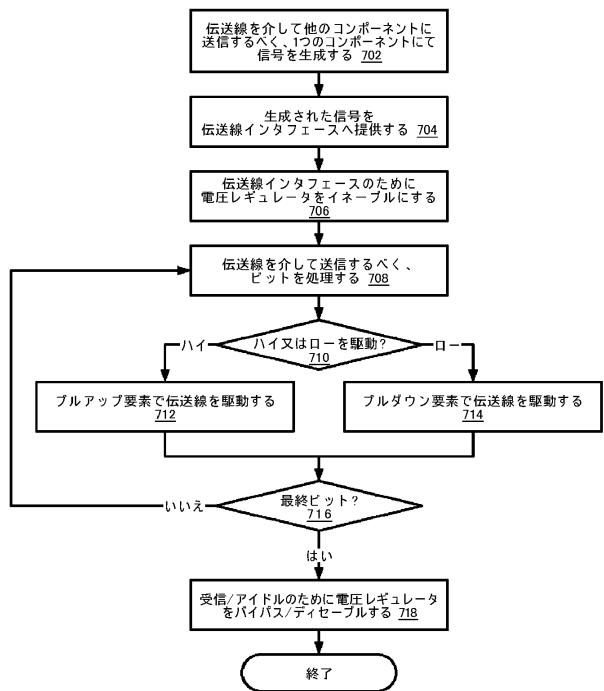 伝送線を介して他のコンポーネントに
送信するべく、1つのコンポーネントにて
信号を生成する 702
生成された信号を
伝送線インタフェースへ提供する 704
伝送線インタフェースのために
電圧レギュレータをイネーブルにする
706
伝送線を介して送信するべく、
ビットを処理する 708
ハイ又はローを駆動?
710
ハイ
ロー
プルアップ要素で伝送線を駆動する
712
プルダウン要素で伝送線を駆動する
714
最終ビット?
716
いいえ
はい
受信/アイドルのために電圧レギュレータ
をバイパス/ディセーブルする 718
終了